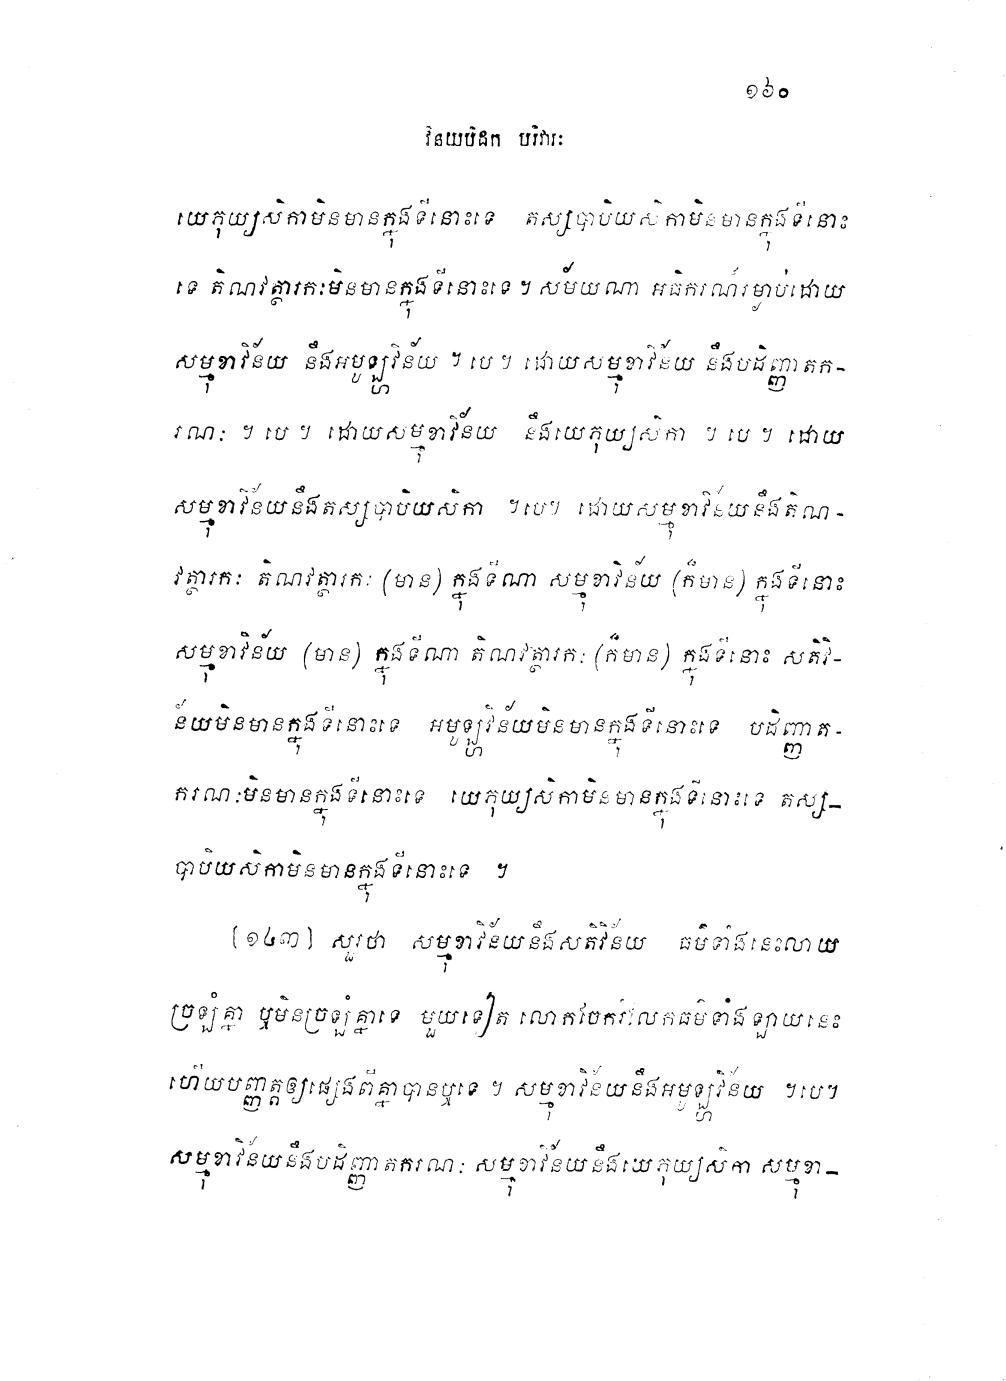 ១៦០
វិនយបិដក បរិវារៈ
យេភុយ្យសិកាមិនមានក្នុងទីនោះទេ តស្សបាបិយសិកាមិនមានក្នុងទីនោះ
ទេ តិណវត្ថារកៈមិនមានក្នុងទីនោះទេ។ សម័យណា អធិករណ៍រម្ងាប់ដោយ
សម្មុខាវិន័យ នឹងអមូឡ្ហវិន័យ ។ បេ ។ ដោយសម្មុខាវិន័យ នឹងបដិញ្ញាតក-
រណៈ ។ បេ ។ ដោយសម្មុខាវិន័យ នឹងយេភុយ្យសិកា ។ បេ ។ ដោយ
សម្មុខាវិន័យនឹងតស្សបាបិយសិកា ។បេ។ ដោយសម្មុខាវិន័យនឹងតិណ-
វត្ថារកៈ តិណវត្ថារកៈ (មាន) ក្នុងទីណា សម្មុខាវិន័យ (ក៏មាន) ក្នុងទីនោះ
សម្មុខាវិន័យ (មាន) ក្នុងទីណា តិណវត្ថារកៈ (ក៏មាន) ក្នុងទីនោះ សតិវិ-
ន័យមិនមានក្នុងទីនោះទេ អមូឡ្ហវិន័យមិនមានក្នុងទីនោះទេ បដិញ្ញាត-
ករណៈមិនមានក្នុងទីនោះទេ យេភុយ្យសិកាមិនមានក្នុងទីនោះទេ តស្ស-
បាបិយសិកាមិនមានក្នុងទីនោះទេ ។
[១៤៣] សួរថា សម្មុខាវិន័យនឹងសតិវិន័យ ធម៌ទាំងនេះលាយ
ច្រឡំគ្នា ឬមិនច្រឡំគ្នាទេ មួយទៀត លោកចែករំលែកធម៌ទាំងឡាយនេះ
ហើយបញ្ញត្តឲ្យផ្សេងពីគ្នាបានឬទេ ។ សម្មុខាវិន័យនឹងអមូឡ្ហវិន័យ ។បេ។
សម្មុខាវិន័យនឹងបដិញ្ញាតករណៈ សម្មុខាវិន័យនឹងយេភុយ្យសិកា សម្មុខា-